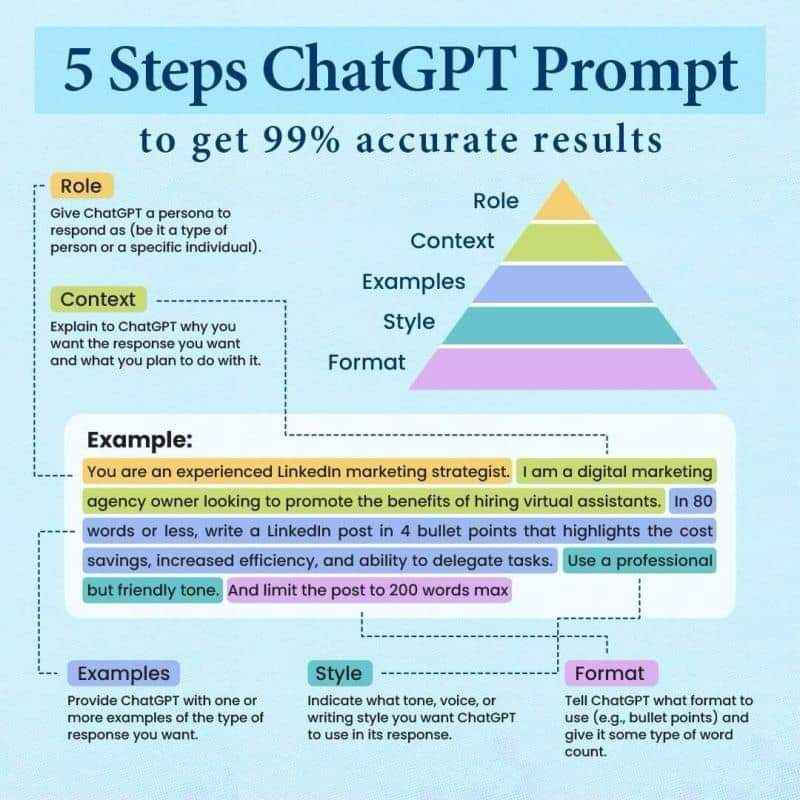 5 Steps ChatGPT Prompt
to get 99% accurate results
Role
Give ChatGPT a persona to
respond as (be it a type of
person or a specific individual).
Context
Explain to ChatGPT why you
want the response you want
and what you plan to do with it.
Role
Context
Examples
Style
Format
Example:
You are an experienced LinkedIn marketing strategist. I am a digital marketing
agency owner looking to promote the benefits of hiring virtual assistants. In 80
words or less, write a LinkedIn post in 4 bullet points that highlights the cost
savings, increased efficiency, and ability to delegate tasks. Use a professional
but friendly tone. And limit the post to 200 words max
Examples
Provide ChatGPT with one or
more examples of the type of
response you want.
Style
Indicate what tone, voice, or
writing style you want ChatGPT
to use in its response.
Format
Tell ChatGPT what format to
use (e.g., bullet points) and
give it some type of word
count.